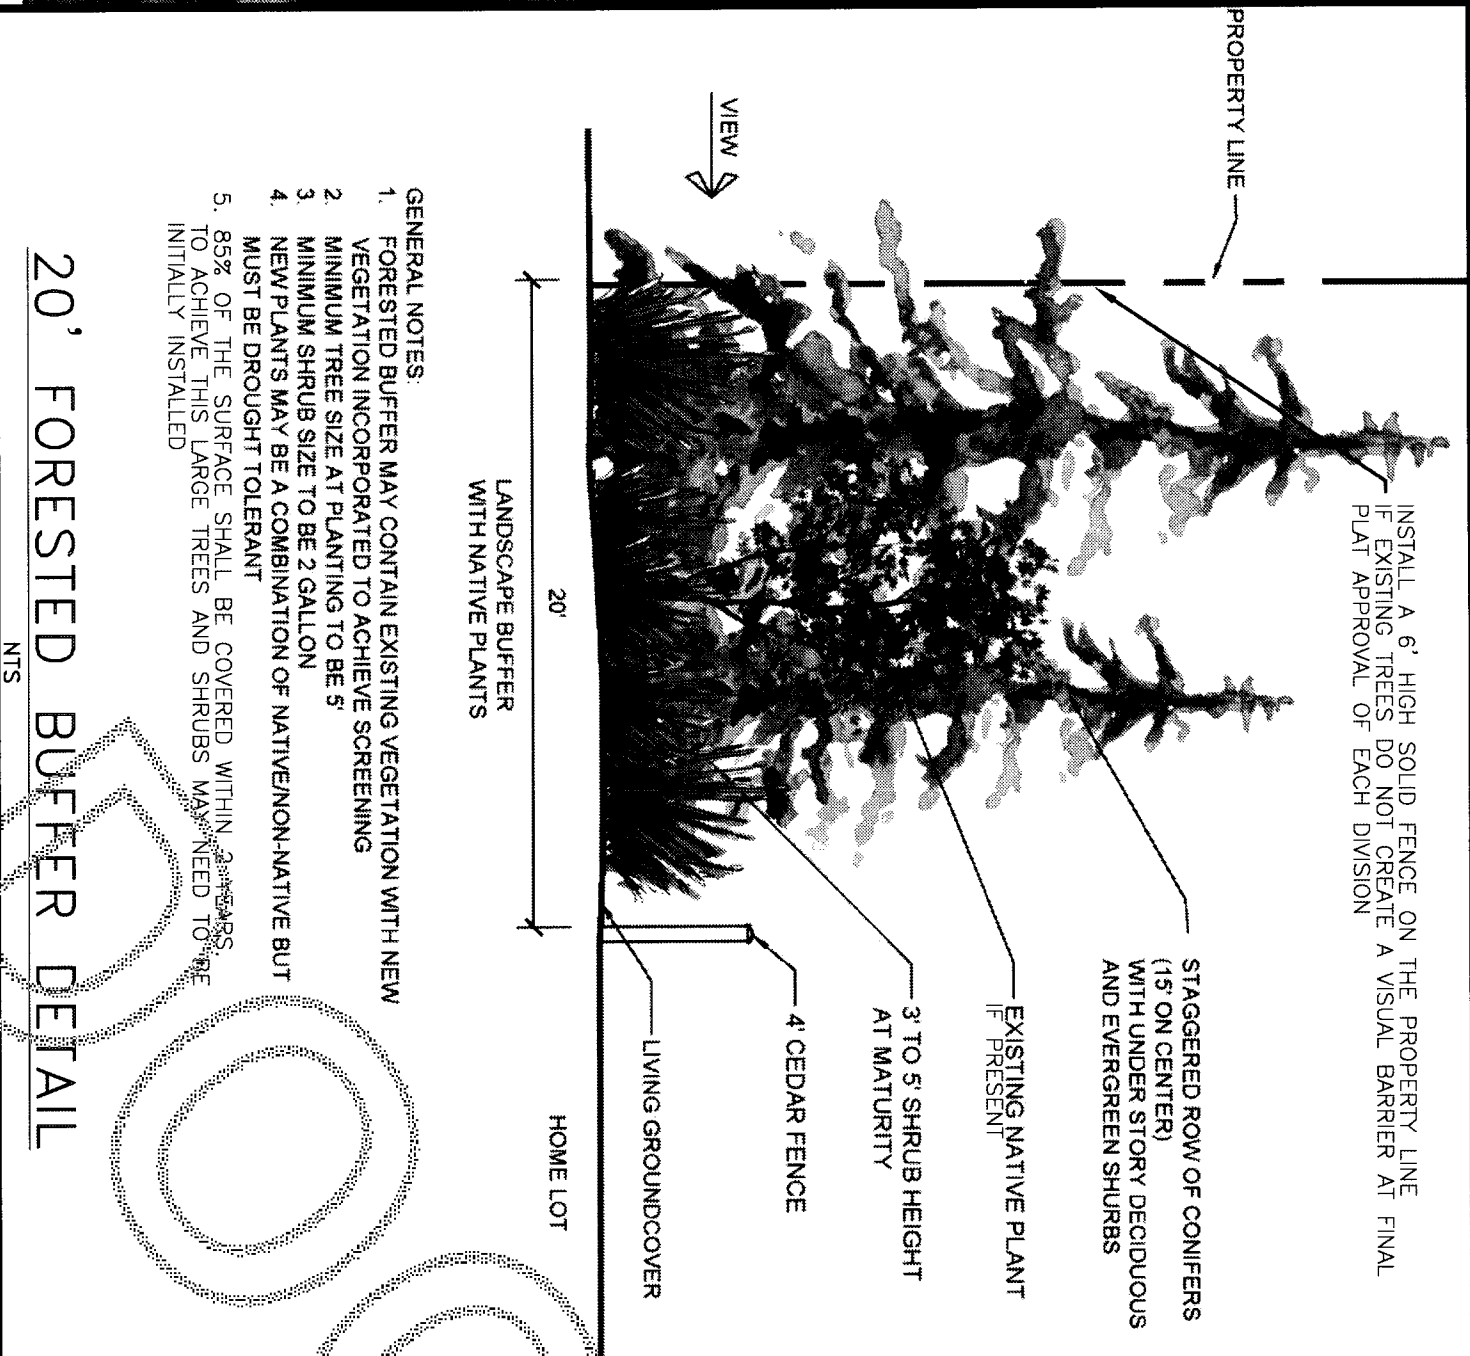 PROPERTY LINE
INSTALL A 6' HIGH SOLID FENCE ON THE PROPERTY LINE
IF EXISTING TREES DO NOT CREATE A VISUAL BARRIER AT FINAL
PLAT APPROVAL OF EACH DIVISION
STAGGERED ROW OF CONIFERS
(15' ON CENTER)
WITH UNDER STORY DECIDUOUS
AND EVERGREEN SHURBS
EXISTING NATIVE PLANT
IF PRESENT
3' TO 5' SHRUB HEIGHT
AT MATURITY
4' CEDAR FENCE
LIVING GROUNDCOVER
VIEW
HOME LOT
20'
LANDSCAPE BUFFER
WITH NATIVE PLANTS
GENERAL NOTES:
1. FORESTED BUFFER MAY CONTAIN EXISTING VEGETATION WITH NEW
VEGETATION INCORPORATED TO ACHIEVE SCREENING
2. MINIMUM TREE SIZE AT PLANTING TO BE 5'
3. MINIMUM SHRUB SIZE TO BE 2 GALLON
4. NEW PLANTS MAY BE A COMBINATION OF NATIVE/NON-NATIVE BUT
MUST BE DROUGHT TOLERANT
5. 85% OF THE SURFACE SHALL BE COVERED WITHIN 2 YEARS.
TO ACHIEVE THIS LARGE TREES AND SHRUBS MAY NEED TO BE
INITIALLY INSTALLED
20' FORESTED BUFFER DETAIL
NTS